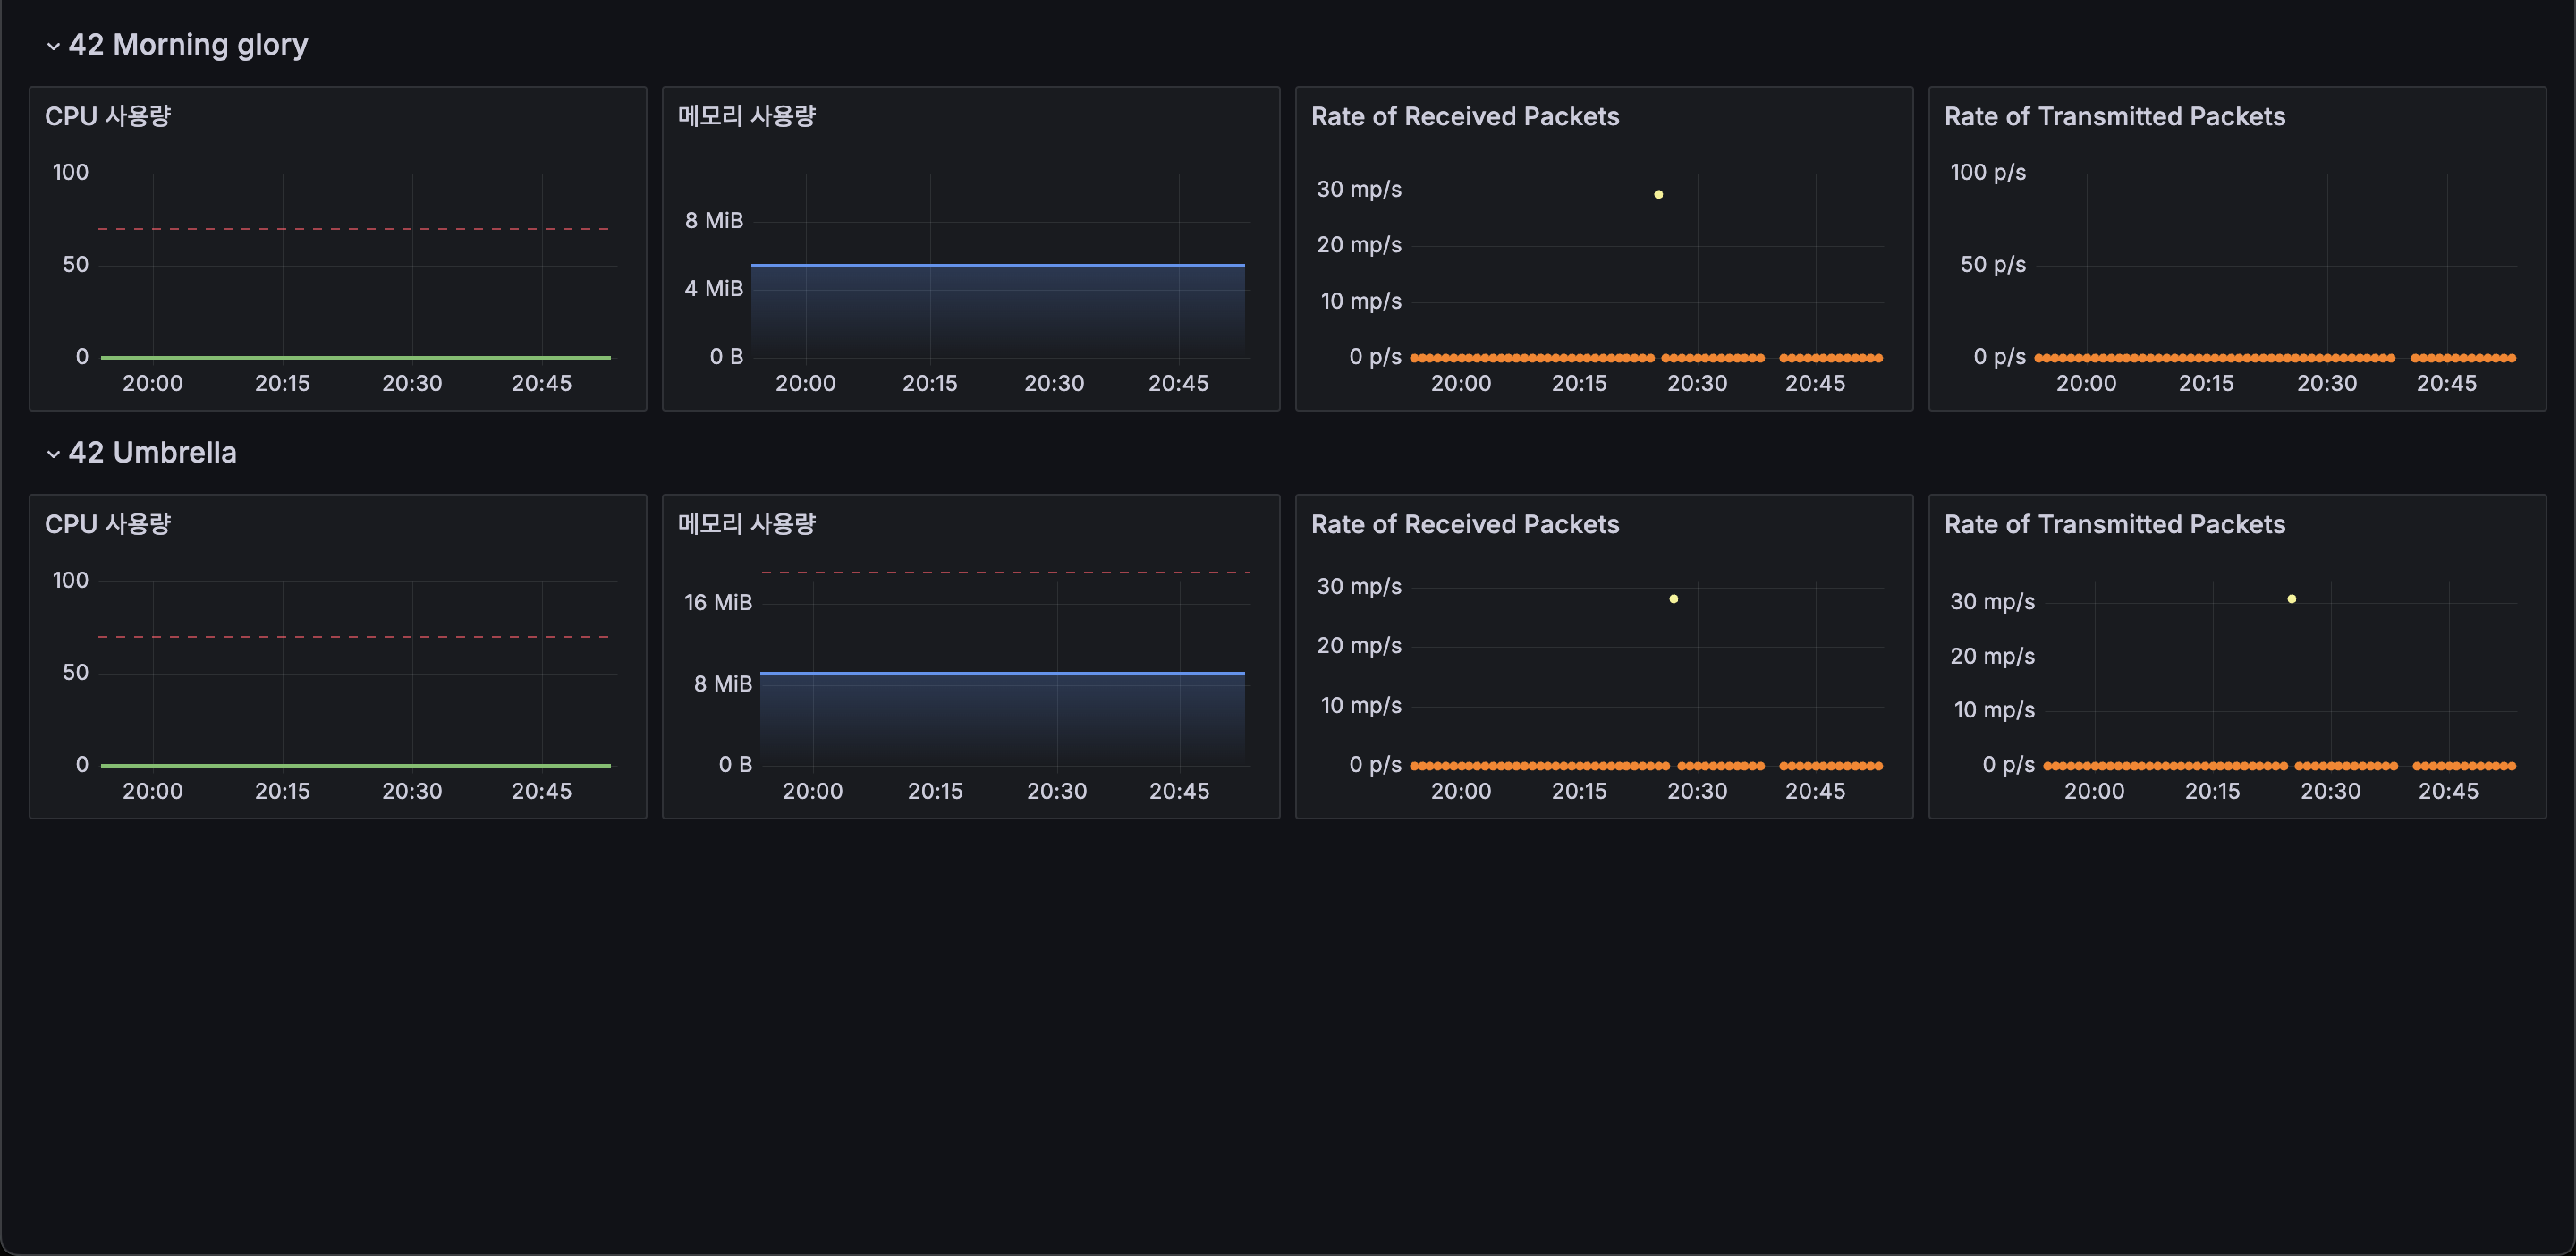 42 Morning glory
CPU 사용량
100
50
0
20:00 20:15 20:30 20:45
메모리 사용량
8 MiB
4 MiB
0 B
20:00 20:15 20:30 20:45
Rate of Received Packets
30 mp/s
20 mp/s
10 mp/s
0 p/s
20:00 20:15 20:30 20:45
Rate of Transmitted Packets
100 p/s
50 p/s
0 p/s
20:00 20:15 20:30 20:45
42 Umbrella
CPU 사용량
100
50
0
20:00 20:15 20:30 20:45
메모리 사용량
16 MiB
8 MiB
0 B
20:00 20:15 20:30 20:45
Rate of Received Packets
30 mp/s
20 mp/s
10 mp/s
0 p/s
20:00 20:15 20:30 20:45
Rate of Transmitted Packets
30 mp/s
20 mp/s
10 mp/s
0 p/s
20:00 20:15 20:30 20:45